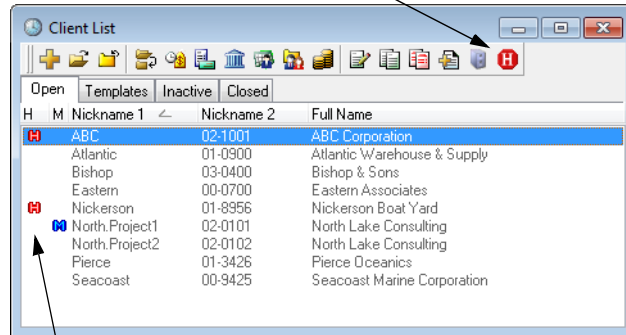 Client List
H
Open Templates Inactive Closed
H M Nickname 1 Nickname 2 Full Name
H ABC 02-1001 ABC Corporation
Atlantic 01-0900 Atlantic Warehouse & Supply
Bishop 03-0400 Bishop & Sons
Eastern 00-0700 Eastern Associates
H Nickerson 01-8956 Nickerson Boat Yard
M North.Project1 02-0101 North Lake Consulting
North.Project2 02-0102 North Lake Consulting
Pierce 01-3426 Pierce Oceanics
Seacoast 00-9425 Seacoast Marine Corporation